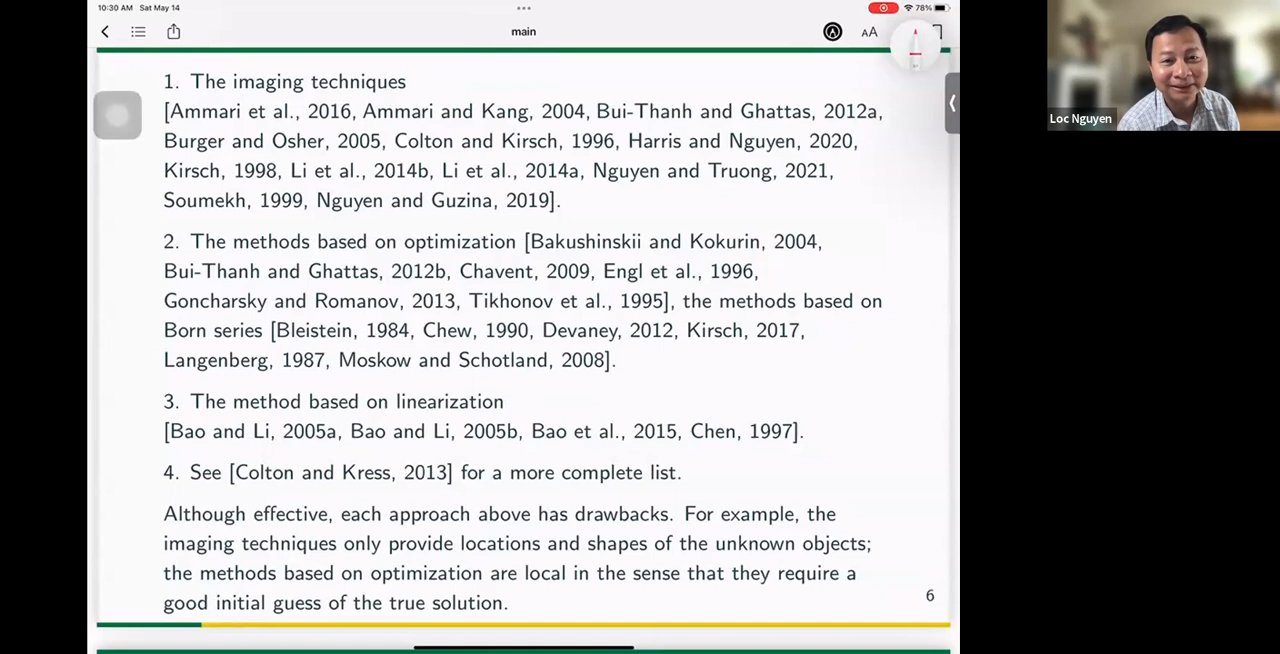 10:30 AM Sat May 14
78%
main
AA
1. The imaging techniques
[Ammari et al., 2016, Ammari and Kang, 2004, Bui-Thanh and Ghattas, 2012a,
Burger and Osher, 2005, Colton and Kirsch, 1996, Harris and Nguyen, 2020,
Kirsch, 1998, Li et al., 2014b, Li et al., 2014a, Nguyen and Truong, 2021,
Soumekh, 1999, Nguyen and Guzina, 2019].
2. The methods based on optimization [Bakushinskii and Kokurin, 2004,
Bui-Thanh and Ghattas, 2012b, Chavent, 2009, Engl et al., 1996,
Goncharsky and Romanov, 2013, Tikhonov et al., 1995], the methods based on
Born series [Bleistein, 1984, Chew, 1990, Devaney, 2012, Kirsch, 2017,
Langenberg, 1987, Moskow and Schotland, 2008].
3. The method based on linearization
[Bao and Li, 2005a, Bao and Li, 2005b, Bao et al., 2015, Chen, 1997].
4. See [Colton and Kress, 2013] for a more complete list.
Although effective, each approach above has drawbacks. For example, the
imaging techniques only provide locations and shapes of the unknown objects;
the methods based on optimization are local in the sense that they require a
good initial guess of the true solution.
6
Loc Nguyen